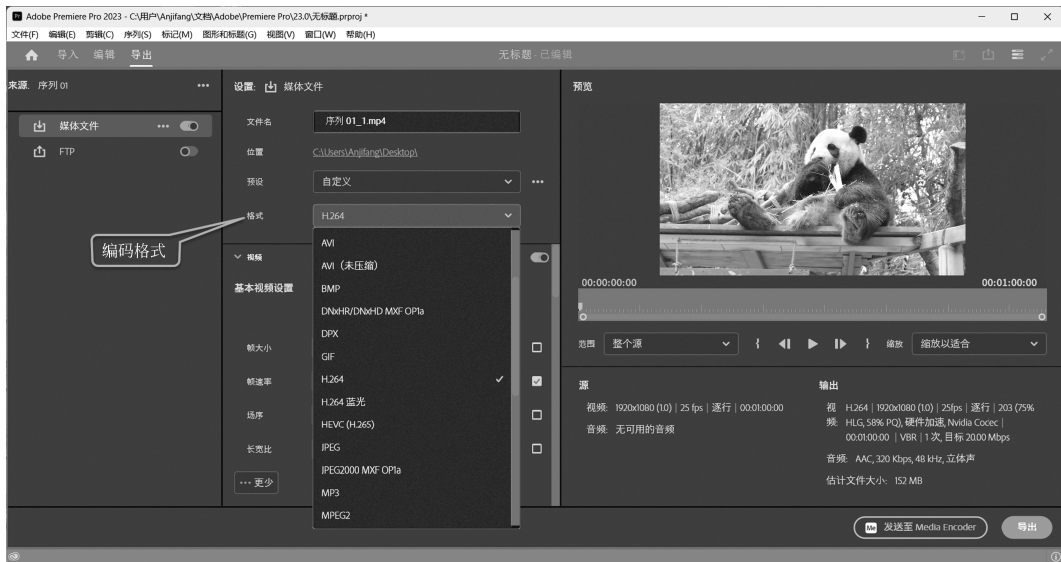 Pr Adobe Premiere Pro 2023 - C:\用户\Anjifang\文档\Adobe\Premiere Pro\23.0\无标题.prproj *
文件(F) 编辑(E) 剪辑(C) 序列(S) 标记(M) 图形和标题(G) 视图(V) 窗口(W) 帮助(H)
导入 编辑 导出
无标题 - 已编辑
来源: 序列 01
媒体文件
FTP
编码格式
设置: 媒体文件
文件名 序列 01_1.mp4
位置 C:\Users\Anjifang\Desktop\
预设 自定义
格式 H.264
AVI
AVI（未压缩）
BMP
DNxHR/DNxHD MXF OP1a
DPX
GIF
H.264
H.264 蓝光
HEVC (H.265)
JPEG
JPEG2000 MXF OP1a
MP3
MPEG2
视频
基本视频设置
帧大小
帧速率
场序
长宽比
更少
预览
00:00:00:00 00:01:00:00
范围 整个源 缩放 缩放以适合
源
视频: 1920x1080 (1.0) | 25 fps | 逐行 | 00:01:00:00
音频: 无可用的音频
输出
视频: H.264 | 1920x1080 (1.0) | 25fps | 逐行 | 203 (75%
HLG, 58% PQ), 硬件加速, Nvidia Cocec |
00:01:00:00 | VBR | 1 次, 目标 20.00 Mbps
音频: AAC, 320 Kbps, 48 kHz, 立体声
估计文件大小: 152 MB
Me 发送至 Media Encoder 导出